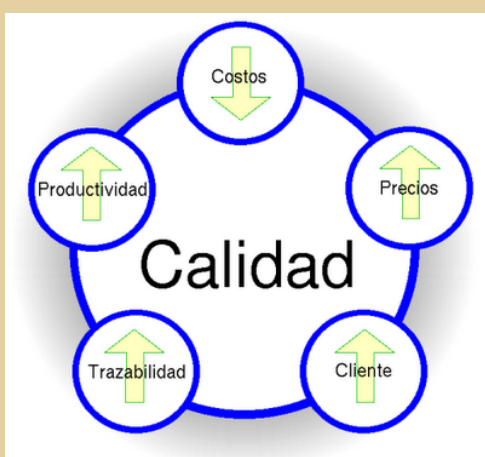 Costos
Productividad
Precios
Calidad
Trazabilidad
Cliente